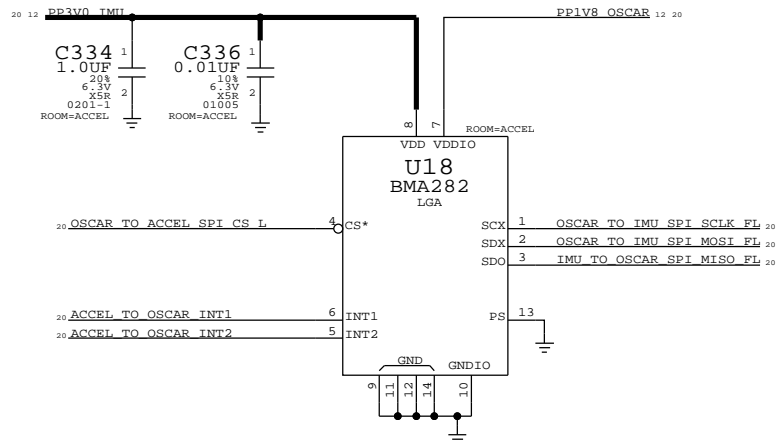 20 12 PP3V0_IMU
PP1V8_OSCAR 12 20
C334 1
1.0UF
20%
6.3V 2
X5R
0201-1
ROOM=ACCEL
C336 1
0.01UF
10%
6.3V 2
X5R
01005
ROOM=ACCEL
8 7 ROOM=ACCEL
VDD VDDIO
U18
BMA282
LGA
20 OSCAR_TO_ACCEL_SPI_CS_L 4 CS*
SCX 1 OSCAR_TO_IMU_SPI_SCLK_FL 20
SDX 2 OSCAR_TO_IMU_SPI_MOSI_FL 20
SDO 3 IMU_TO_OSCAR_SPI_MISO_FL 20
20 ACCEL_TO_OSCAR_INT1 6 INT1
PS 13
20 ACCEL_TO_OSCAR_INT2 5 INT2
GND GNDIO
9 11 12 14 10